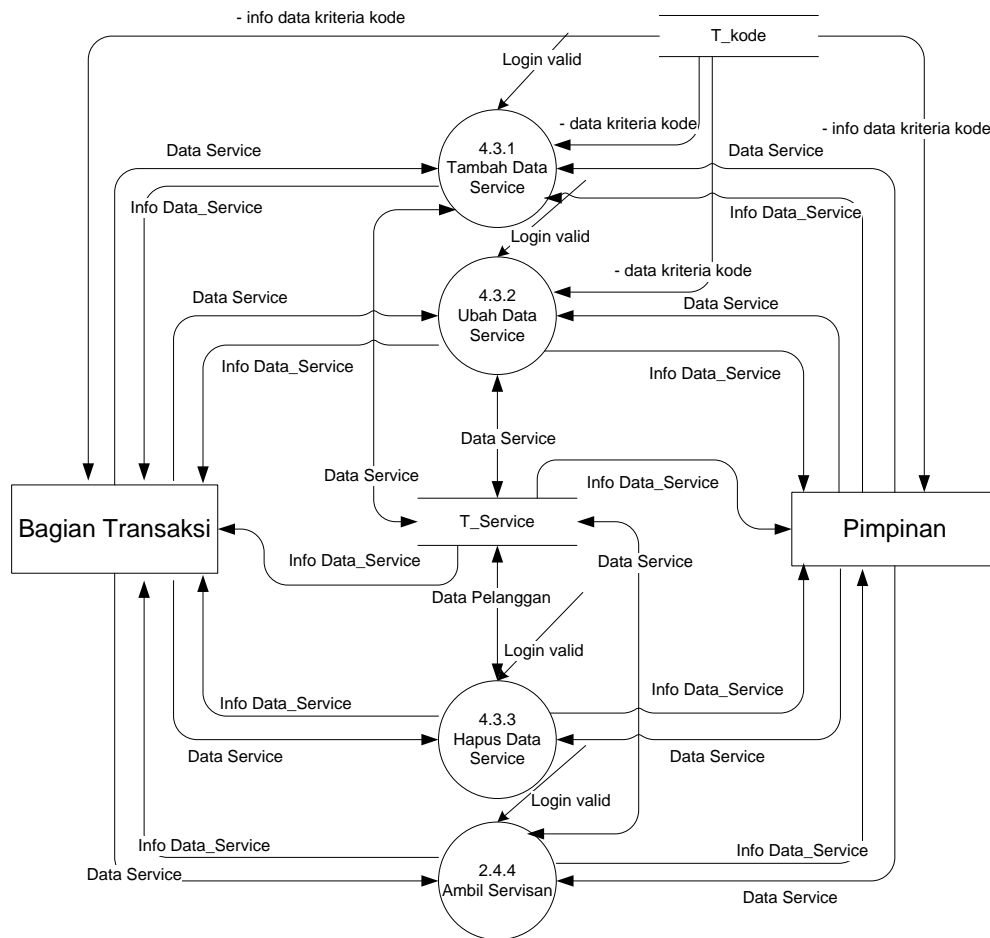 - info data kriteria kode
T_kode
Login valid
- data kriteria kode
- info data kriteria kode
4.3.1
Tambah Data
Service
Data Service
Data Service
Info Data_Service
Info Data_Service
Login valid
- data kriteria kode
4.3.2
Ubah Data
Service
Data Service
Data Service
Info Data_Service
Info Data_Service
Data Service
Data Service
Info Data_Service
Bagian Transaksi
T_Service
Pimpinan
Info Data_Service
Data Service
Data Pelanggan
Login valid
Info Data_Service
Info Data_Service
4.3.3
Hapus Data
Service
Data Service
Data Service
Login valid
Info Data_Service
Info Data_Service
2.4.4
Ambil Servisan
Data Service
Data Service